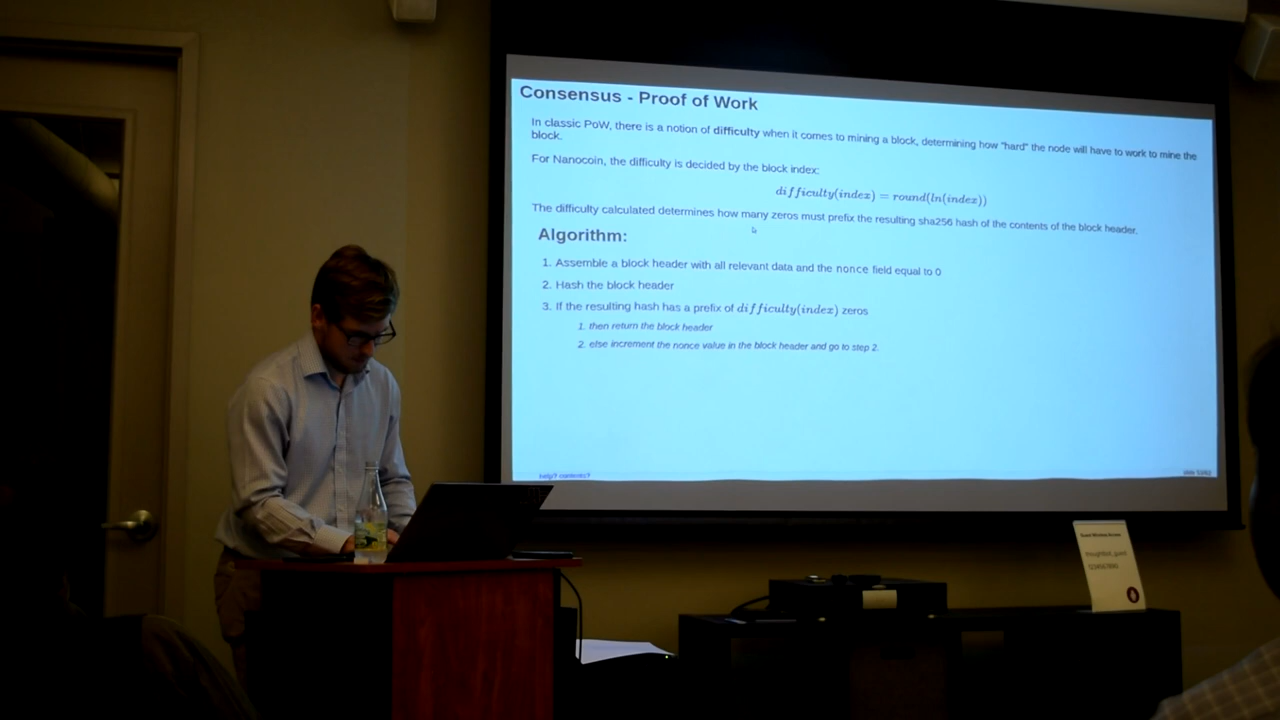 Consensus - Proof of Work
In classic PoW, there is a notion of difficulty when it comes to mining a block, determining how "hard" the node will have to work to mine the
block.
For Nanocoin, the difficulty is decided by the block index:
difficulty(index) = round(ln(index))
The difficulty calculated determines how many zeros must prefix the resulting sha256 hash of the contents of the block header.
Algorithm:
1. Assemble a block header with all relevant data and the nonce field equal to 0
2. Hash the block header
3. If the resulting hash has a prefix of difficulty(index) zeros
1. then return the block header
2. else increment the nonce value in the block header and go to step 2.
help? contents?
Guest Wireless Access
thoughtbot_guest